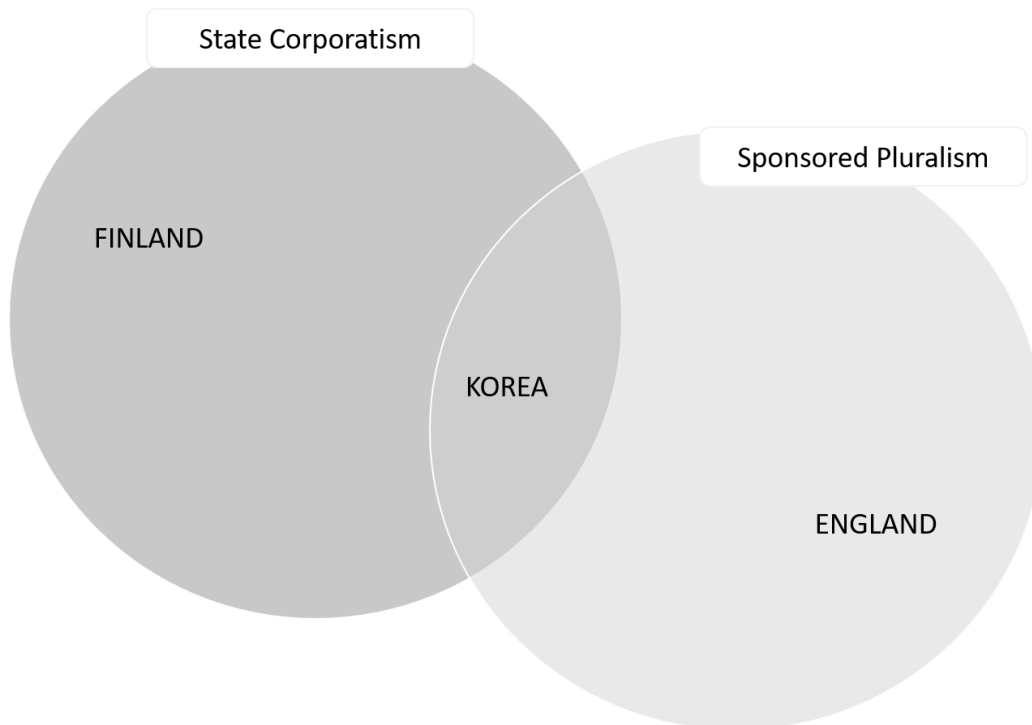 State Corporatism
Sponsored Pluralism
FINLAND
KOREA
ENGLAND